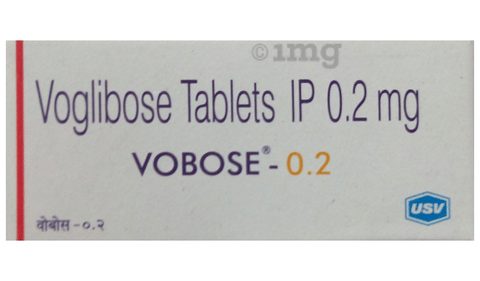 ©1mg
Voglibose Tablets IP 0.2 mg
VOBOSE®- 0.2
USV
वोबोस -०.२